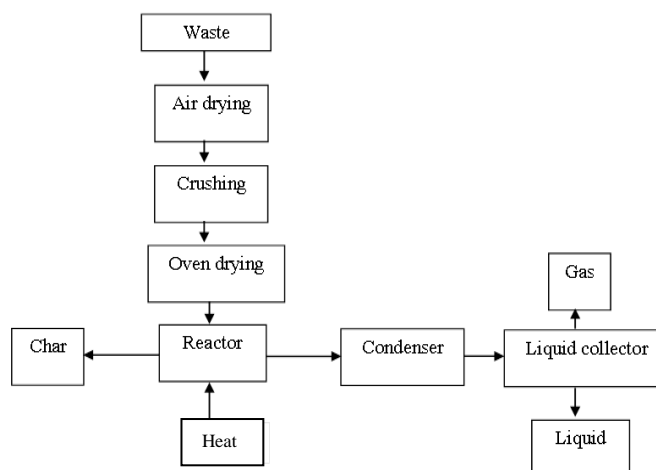 Waste
Air drying
Crushing
Oven drying
Gas
Char
Reactor
Condenser
Liquid collector
Heat
Liquid